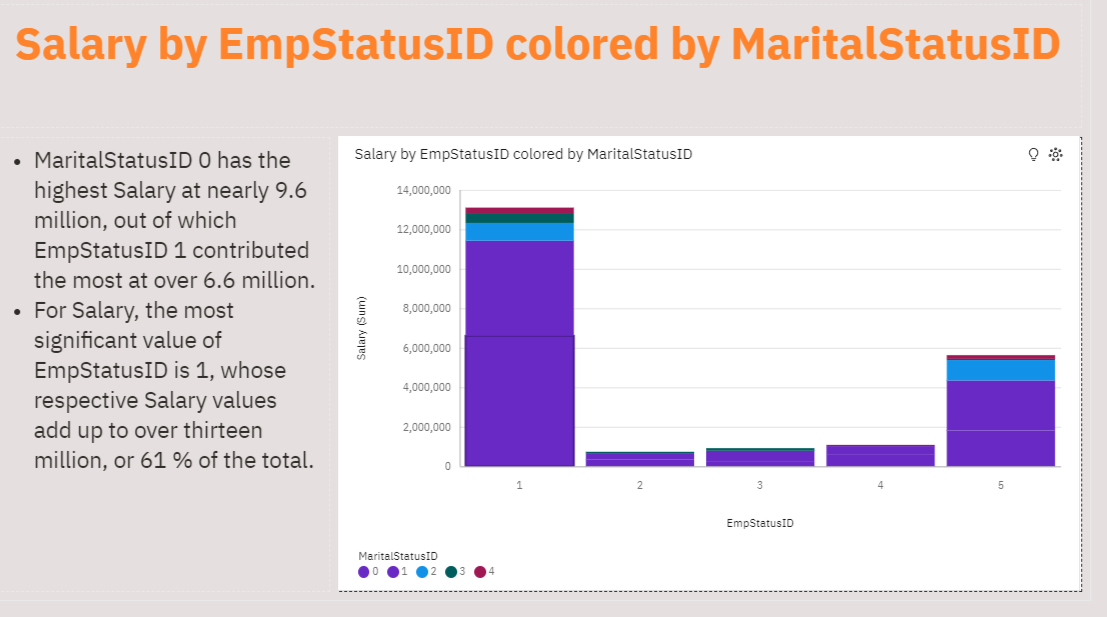 Salary by EmpStatusID colored by MaritalStatusID
• MaritalStatusID 0 has the
highest Salary at nearly 9.6
million, out of which
EmpStatusID 1 contributed
the most at over 6.6 million.
• For Salary, the most
significant value of
EmpStatusID is 1, whose
respective Salary values
add up to over thirteen
million, or 61 % of the total.
Salary by EmpStatusID colored by MaritalStatusID
Salary (Sum)
14,000,000
12,000,000
10,000,000
8,000,000
6,000,000
4,000,000
2,000,000
0
1 2 3 4 5
EmpStatusID
MaritalStatusID
0 1 2 3 4